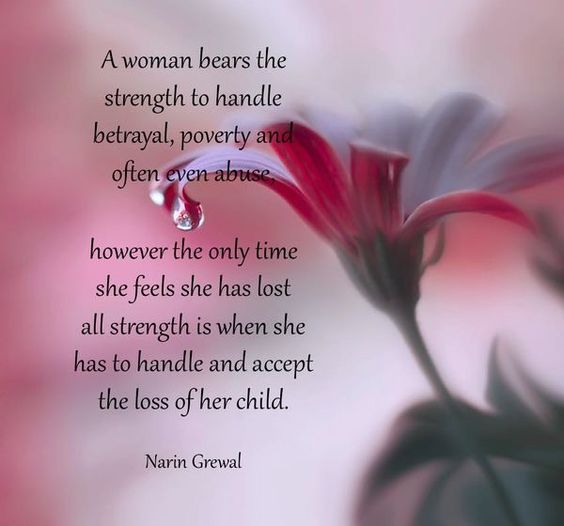 A woman bears the
strength to handle
betrayal, poverty and
often even abuse,
however the only time
she feels she has lost
all strength is when she
has to handle and accept
the loss of her child.
Narin Grewal